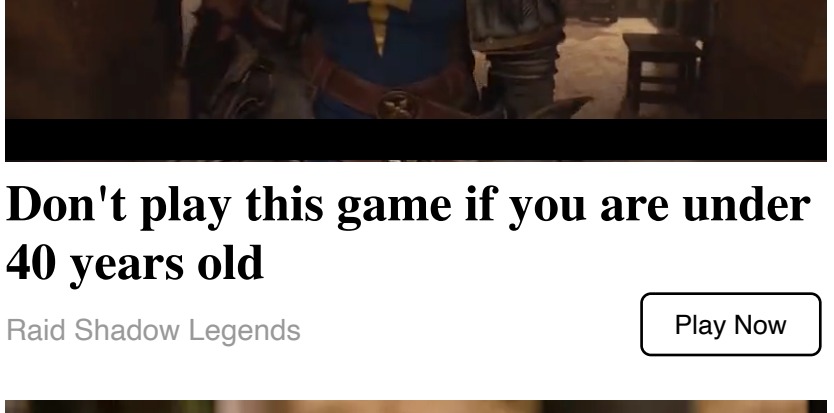 Don't play this game if you are under
40 years old
Raid Shadow Legends
Play Now